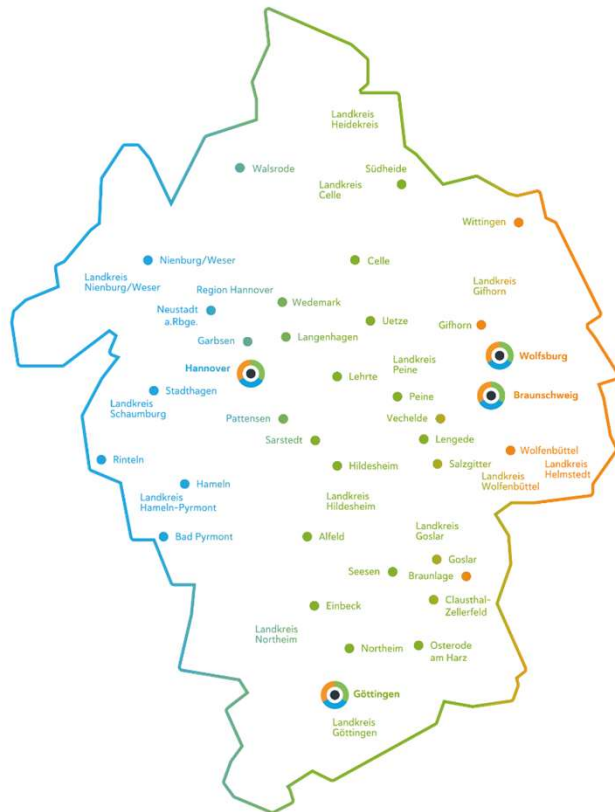 Landkreis
Heidekreis
Walsrode
Südheide
Landkreis
Celle
Wittingen
Nienburg/Weser
Celle
Landkreis
Nienburg/Weser
Landkreis
Gifhorn
Region Hannover
Wedemark
Neustadt
a.Rbge.
Uetze
Gifhorn
Garbsen
Langenhagen
Wolfsburg
Hannover
Landkreis
Peine
Lehrte
Stadthagen
Peine
Braunschweig
Landkreis
Schaumburg
Pattensen
Vechelde
Sarstedt
Lengede
Wolfenbüttel
Rinteln
Hildesheim
Salzgitter
Landkreis
Helmstedt
Landkreis
Wolfenbüttel
Hameln
Landkreis
Hameln-Pyrmont
Landkreis
Hildesheim
Bad Pyrmont
Alfeld
Landkreis
Goslar
Goslar
Seesen
Braunlage
Einbeck
Clausthal-
Zellerfeld
Landkreis
Northeim
Northeim
Osterode
am Harz
Göttingen
Landkreis
Göttingen